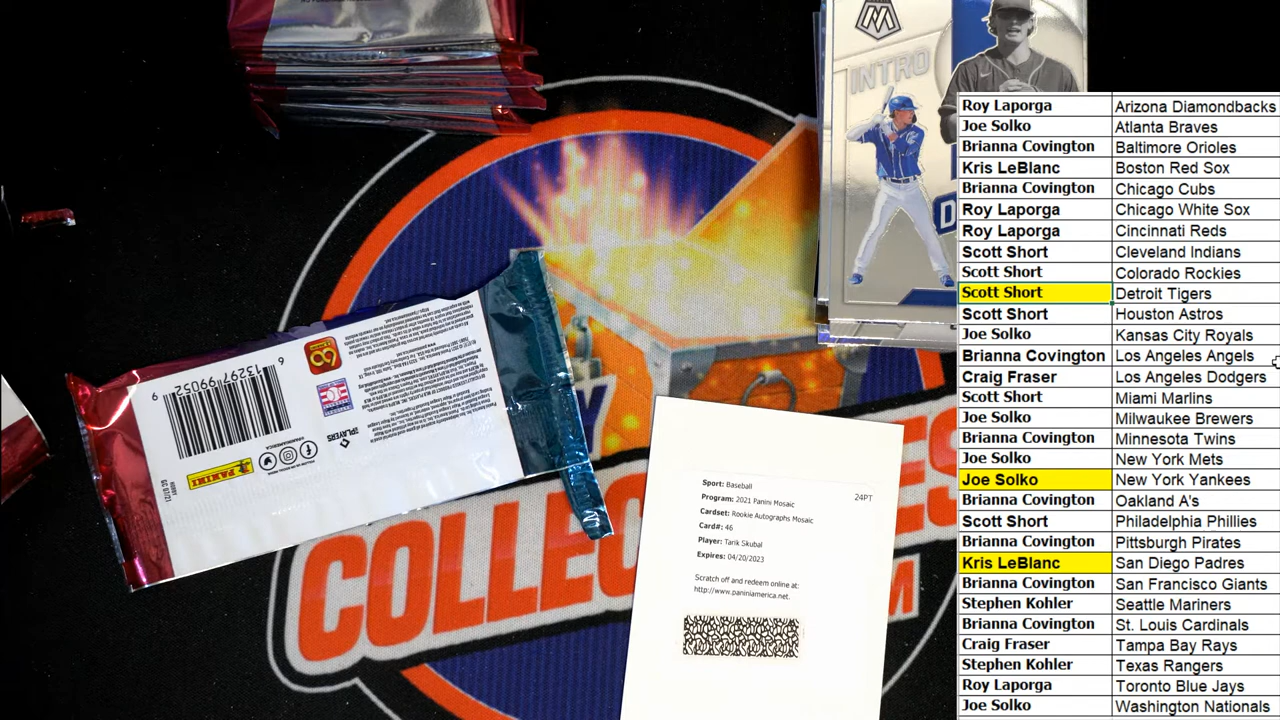 INTRO
D
Roy Laporga Arizona Diamondbacks
Joe Solko Atlanta Braves
Brianna Covington Baltimore Orioles
Kris LeBlanc Boston Red Sox
Brianna Covington Chicago Cubs
Roy Laporga Chicago White Sox
Roy Laporga Cincinnati Reds
Scott Short Cleveland Indians
Scott Short Colorado Rockies
Scott Short Detroit Tigers
Scott Short Houston Astros
Joe Solko Kansas City Royals
Brianna Covington Los Angeles Angels
Craig Fraser Los Angeles Dodgers
Scott Short Miami Marlins
Joe Solko Milwaukee Brewers
Brianna Covington Minnesota Twins
Joe Solko New York Mets
Joe Solko New York Yankees
Brianna Covington Oakland A's
Scott Short Philadelphia Phillies
Brianna Covington Pittsburgh Pirates
Kris LeBlanc San Diego Padres
Brianna Covington San Francisco Giants
Stephen Kohler Seattle Mariners
Brianna Covington St. Louis Cardinals
Craig Fraser Tampa Bay Rays
Stephen Kohler Texas Rangers
Roy Laporga Toronto Blue Jays
Joe Solko Washington Nationals
6 13297 99052 9
PANINI
PLAYERS
COLLEC ES
M
Sport: Baseball
Program: 2021 Panini Mosaic 24PT
Cardset: Rookie Autographs Mosaic
Card#: 46
Player: Tarik Skubal
Expires: 04/20/2023
Scratch off and redeem online at:
http://www.paniniamerica.net.